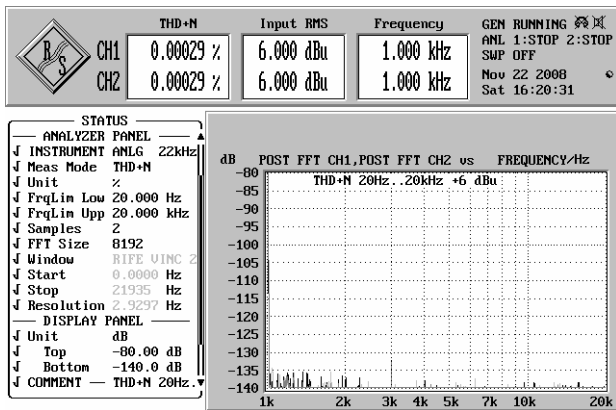 THD+N Input RMS Frequency
R&S CH1 0.00029 % 6.000 dBu 1.000 kHz
CH2 0.00029 % 6.000 dBu 1.000 kHz
GEN RUNNING
ANL 1:STOP 2:STOP
SWP OFF
Nov 22 2008
Sat 16:20:31
STATUS
ANALYZER PANEL
INSTRUMENT ANLG 22kHz
Meas Mode THD+N
Unit %
FrqLim Low 20.000 Hz
FrqLim Upp 20.000 kHz
Samples 2
FFT Size 8192
Window RIFE VINC 2
Start 0.0000 Hz
Stop 21935 Hz
Resolution 2.9297 Hz
DISPLAY PANEL
Unit dB
Top -80.00 dB
Bottom -140.0 dB
COMMENT — THD+N 20Hz.
dB POST FFT CH1,POST FFT CH2 vs FREQUENCY/Hz
THD+N 20Hz..20kHz +6 dBu
-80
-85
-90
-95
-100
-105
-110
-115
-120
-125
-130
-135
-140
1k 2k 3k 4k 5k 7k 10k 20k